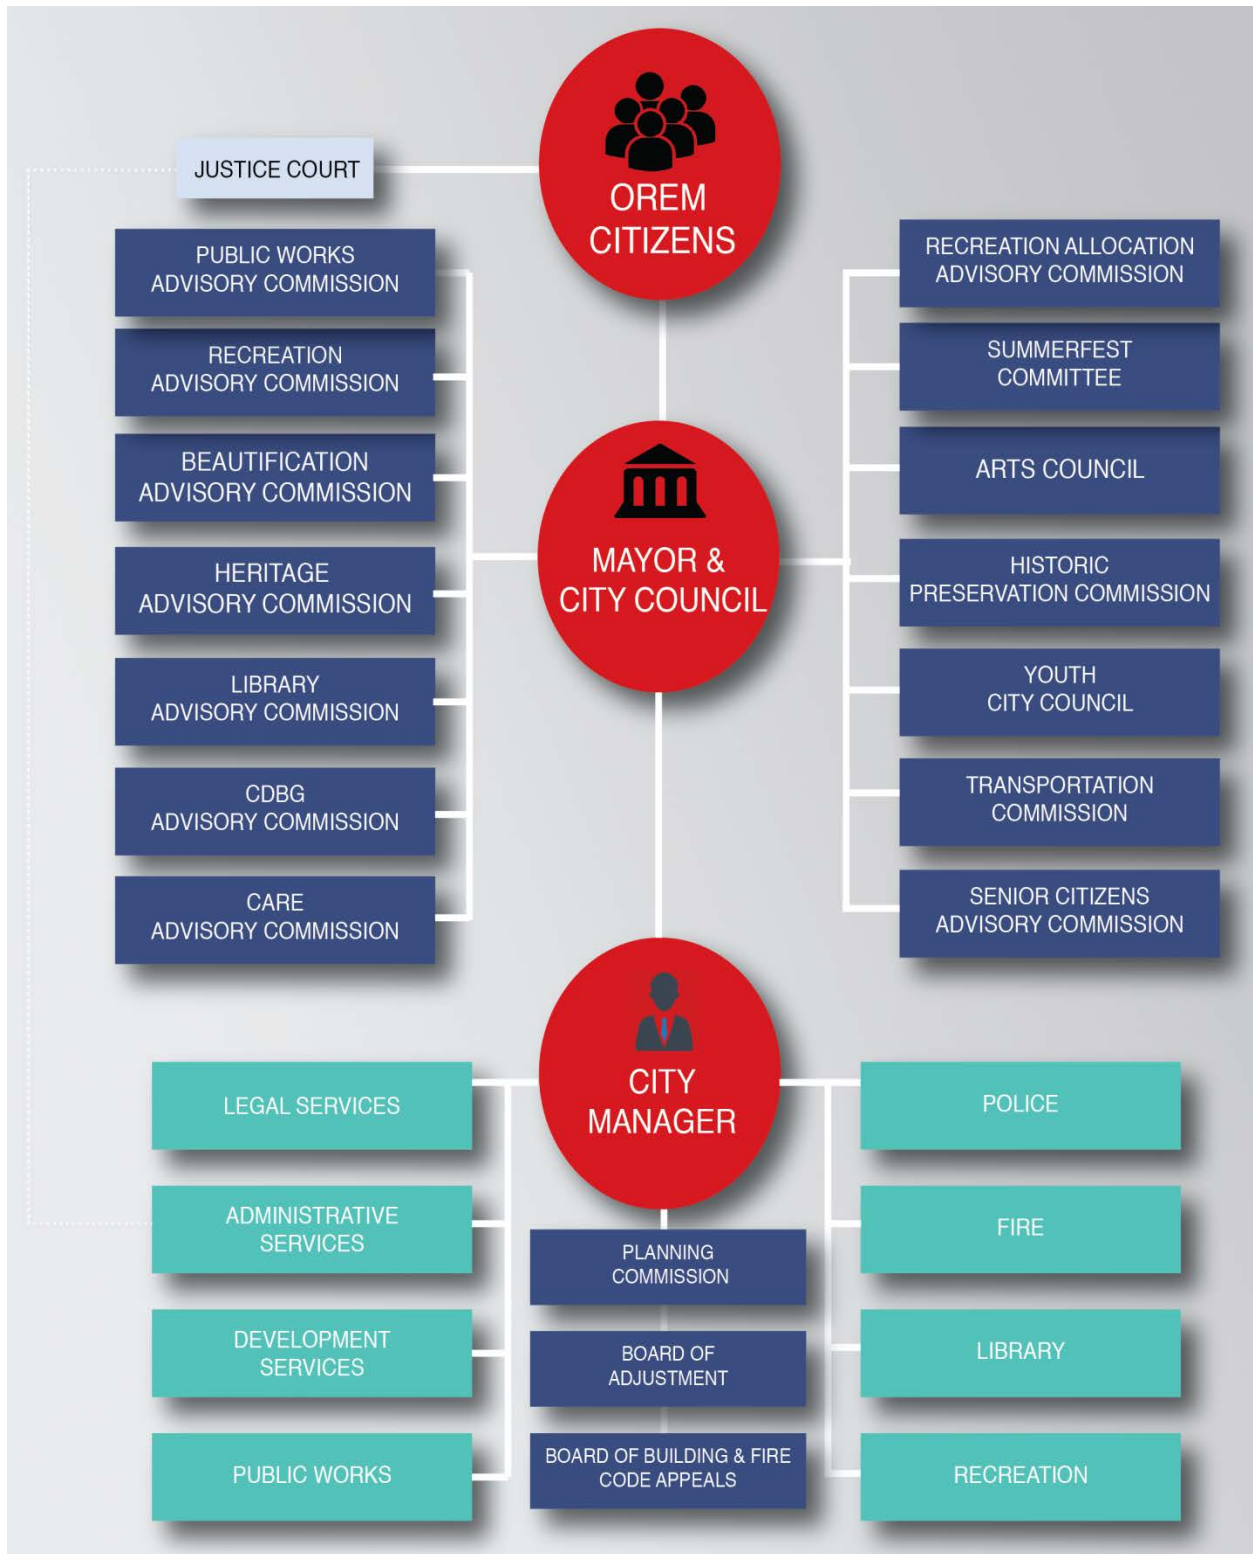 OREM
CITIZENS
JUSTICE COURT
PUBLIC WORKS
ADVISORY COMMISSION
RECREATION
ADVISORY COMMISSION
BEAUTIFICATION
ADVISORY COMMISSION
HERITAGE
ADVISORY COMMISSION
LIBRARY
ADVISORY COMMISSION
CDBG
ADVISORY COMMISSION
CARE
ADVISORY COMMISSION
MAYOR &
CITY COUNCIL
RECREATION ALLOCATION
ADVISORY COMMISSION
SUMMERFEST
COMMITTEE
ARTS COUNCIL
HISTORIC
PRESERVATION COMMISSION
YOUTH
CITY COUNCIL
TRANSPORTATION
COMMISSION
SENIOR CITIZENS
ADVISORY COMMISSION
CITY
MANAGER
LEGAL SERVICES
ADMINISTRATIVE
SERVICES
DEVELOPMENT
SERVICES
PUBLIC WORKS
PLANNING
COMMISSION
BOARD OF
ADJUSTMENT
BOARD OF BUILDING & FIRE
CODE APPEALS
POLICE
FIRE
LIBRARY
RECREATION